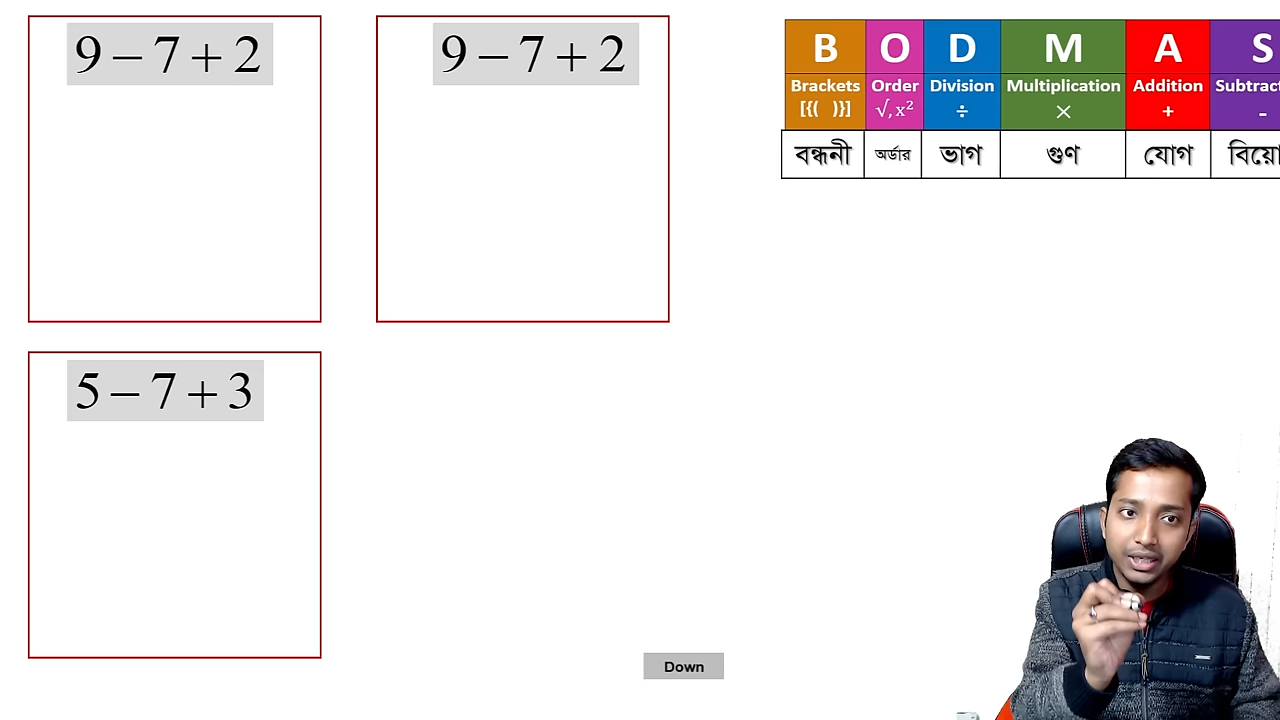 9 − 7 + 2
9 − 7 + 2
B O D M A S
Brackets Order Division Multiplication Addition Subtract
[{( )}] √, x² ÷ × + -
বন্ধনী অর্ডার ভাগ গুণ যোগ বিয়ো
5 − 7 + 3
Down